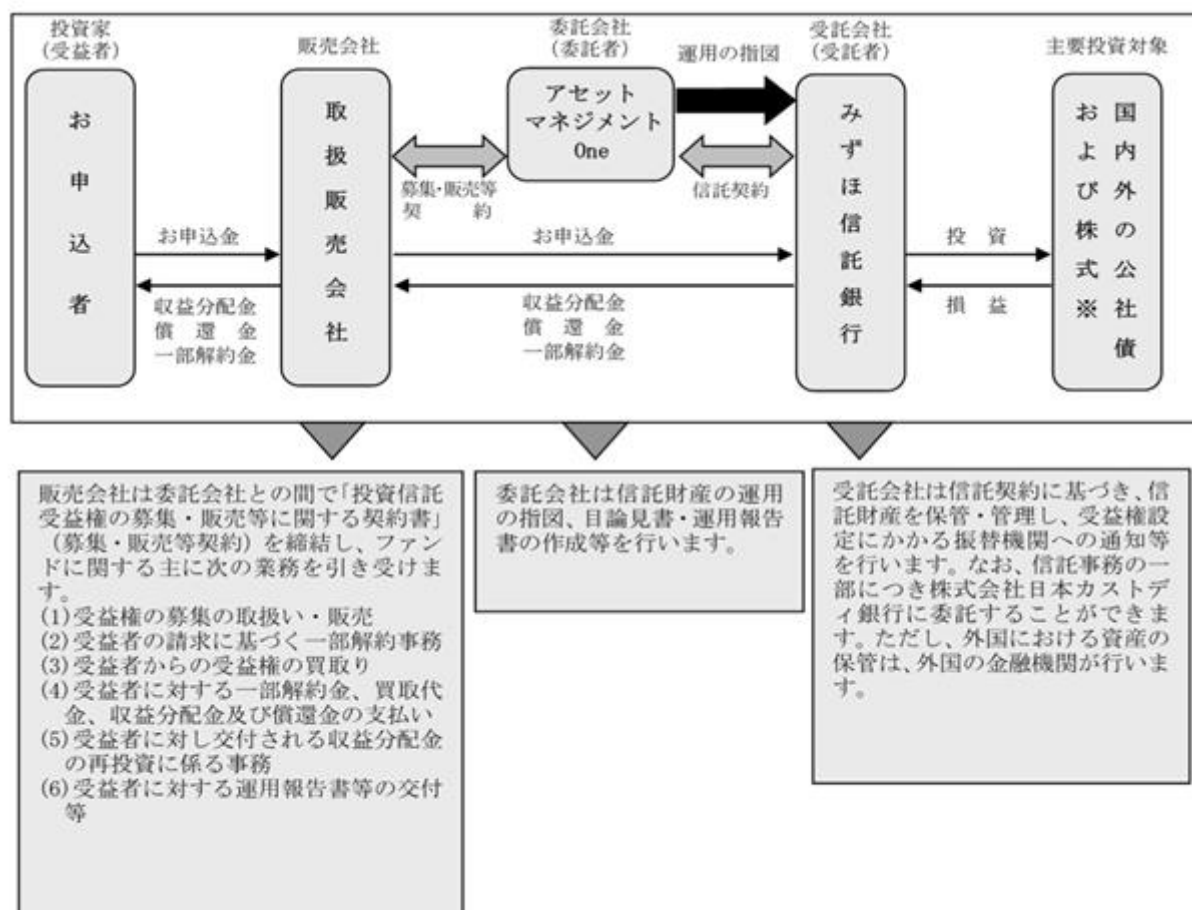 投資家
(受益者)
販売会社
委託会社
(委託者)
運用の指図
受託会社
(受託者)
主要投資対象
お申込者
取扱販売会社
アセット
マネジメント
One
みずほ信託銀行
国内外の公社債
および株式※
募集・販売等
契約
信託契約
お申込金
お申込金
投資
収益分配金
償還金
一部解約金
収益分配金
償還金
一部解約金
損益
販売会社は委託会社との間で「投資信託
受益権の募集・販売等に関する契約書」
(募集・販売等契約)を締結し、ファン
ドに関する主に次の業務を引き受けま
す。
(1)受益権の募集の取扱い・販売
(2)受益者の請求に基づく一部解約事務
(3)受益者からの受益権の買取り
(4)受益者に対する一部解約金、買取代
金、収益分配金及び償還金の支払い
(5)受益者に対し交付される収益分配金
の再投資に係る事務
(6)受益者に対する運用報告書等の交付
等
委託会社は信託財産の運用
の指図、目論見書・運用報告
書の作成等を行います。
受託会社は信託契約に基づき、信
託財産を保管・管理し、受益権設
定にかかる振替機関への通知等
を行います。なお、信託事務の一
部につき株式会社日本カストデ
ィ銀行に委託することができま
す。ただし、外国における資産の
保管は、外国の金融機関が行いま
す。